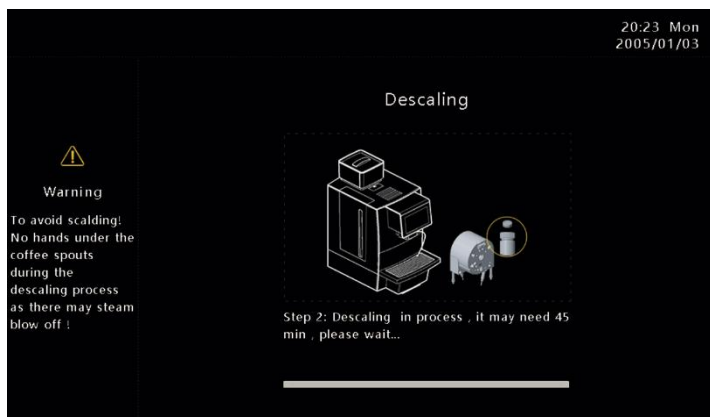 20:23 Mon
2005/01/03
Descaling
Warning
To avoid scalding!
No hands under the
coffee spouts
during the
descaling process
as there may steam
blow off !
Step 2: Descaling in process , it may need 45
min , please wait...